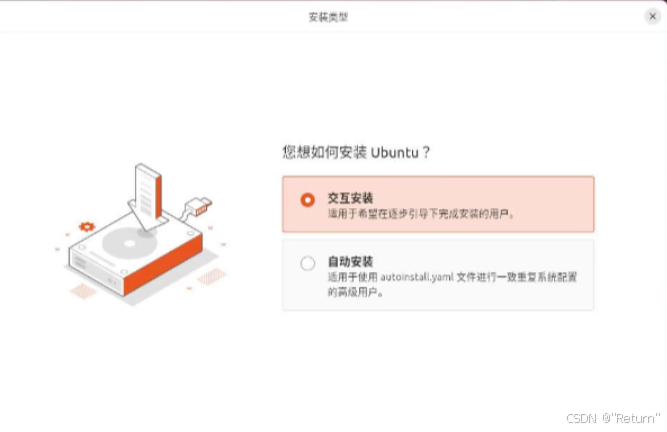 安装类型
您想如何安装 Ubuntu？
交互安装
适用于希望在逐步引导下完成安装的用户。
自动安装
适用于使用 autoinstall.yaml 文件进行一致重复系统配置
的高级用户。
CSDN @"Return"